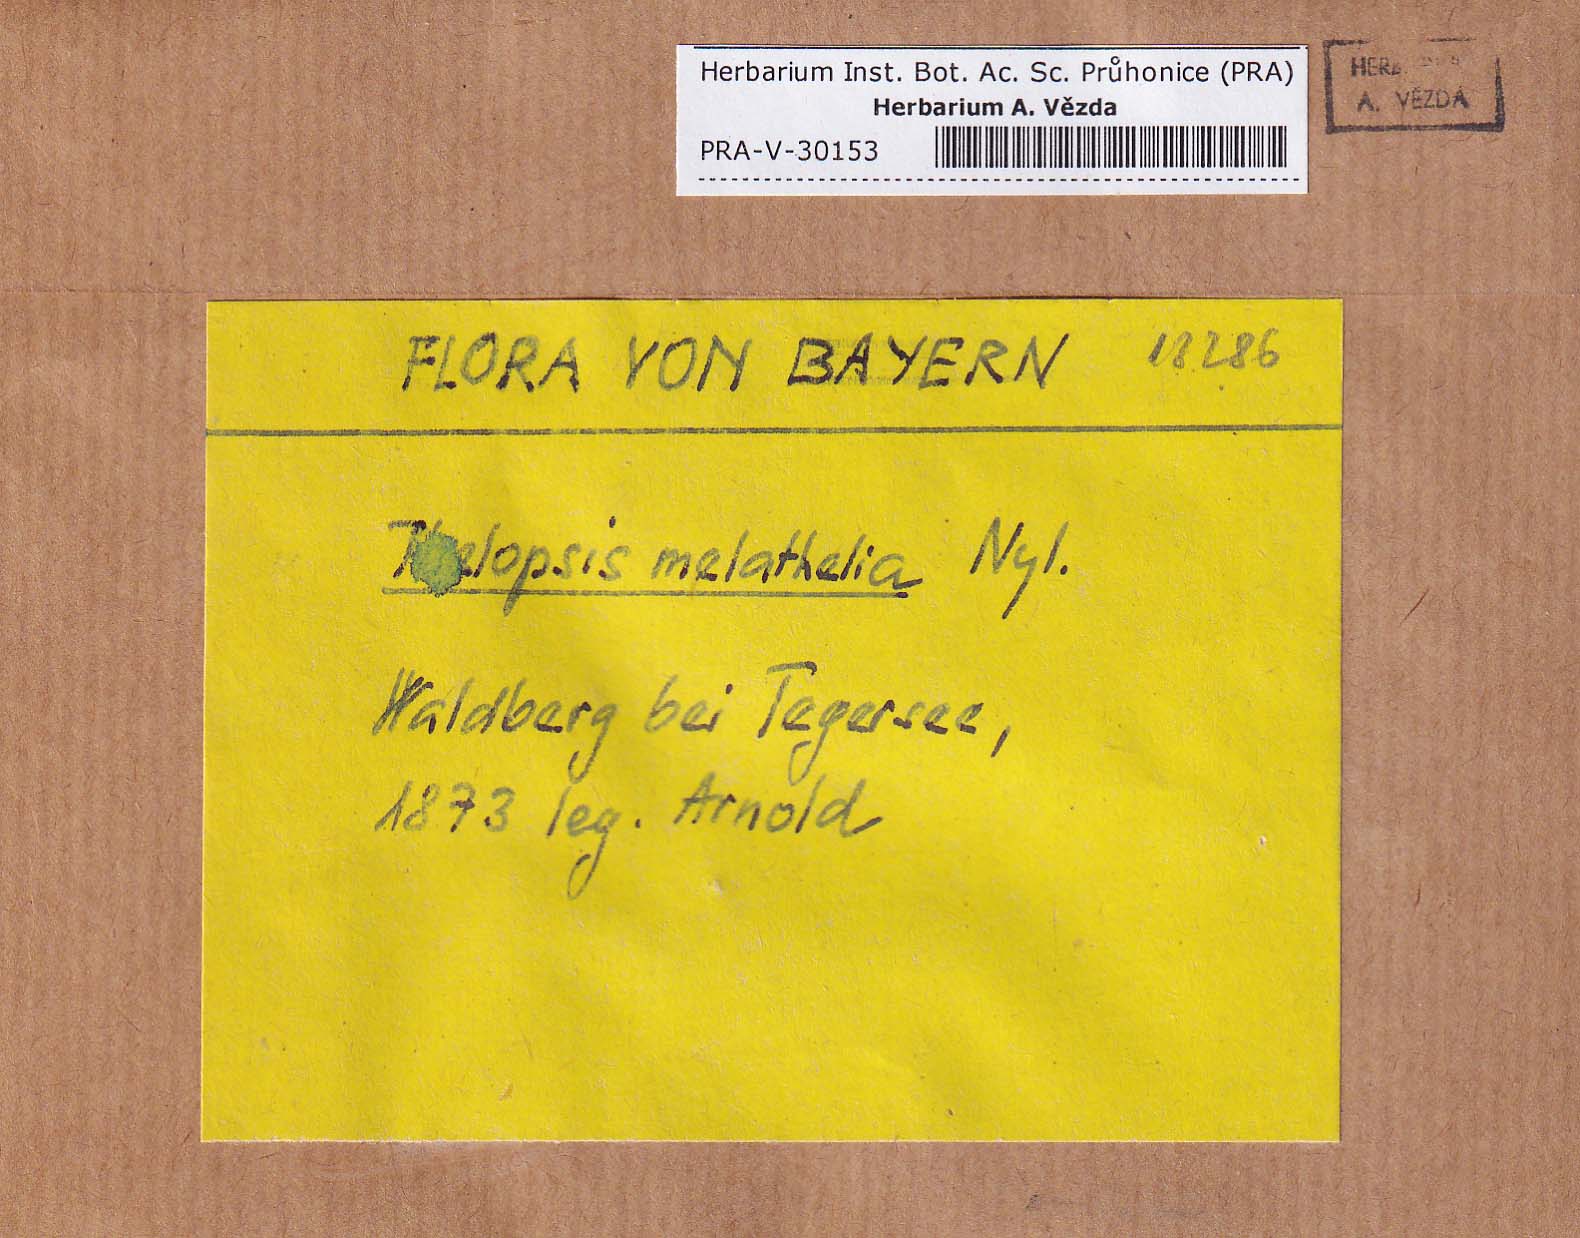 Herbarium Inst. Bot. Ac. Sc. Průhonice (PRA)
Herbarium A. Vězda
PRA-V-30153
A. VĚZDA
FLORA VON BAYERN 18286
Thelopsis melathelia Nyl.
Waldberg bei Tegersee,
1873 leg. Arnold